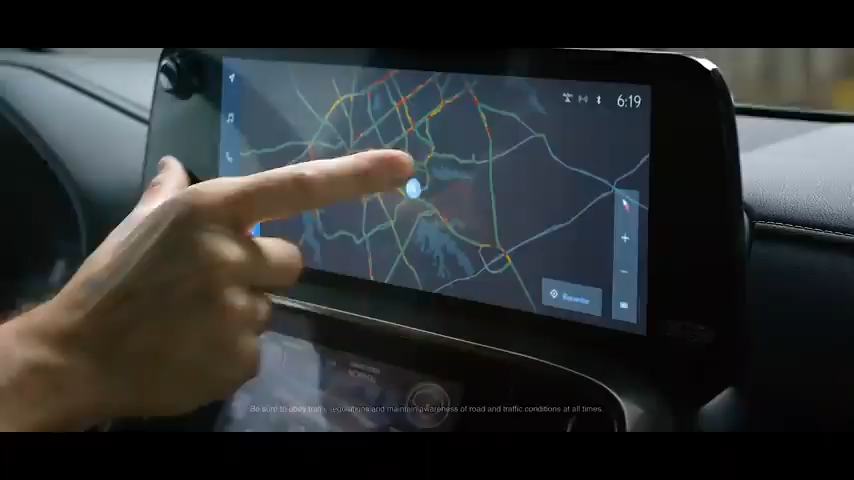 6:19
Recenter
Be sure to obey traffic regulations and maintain awareness of road and traffic conditions at all times.